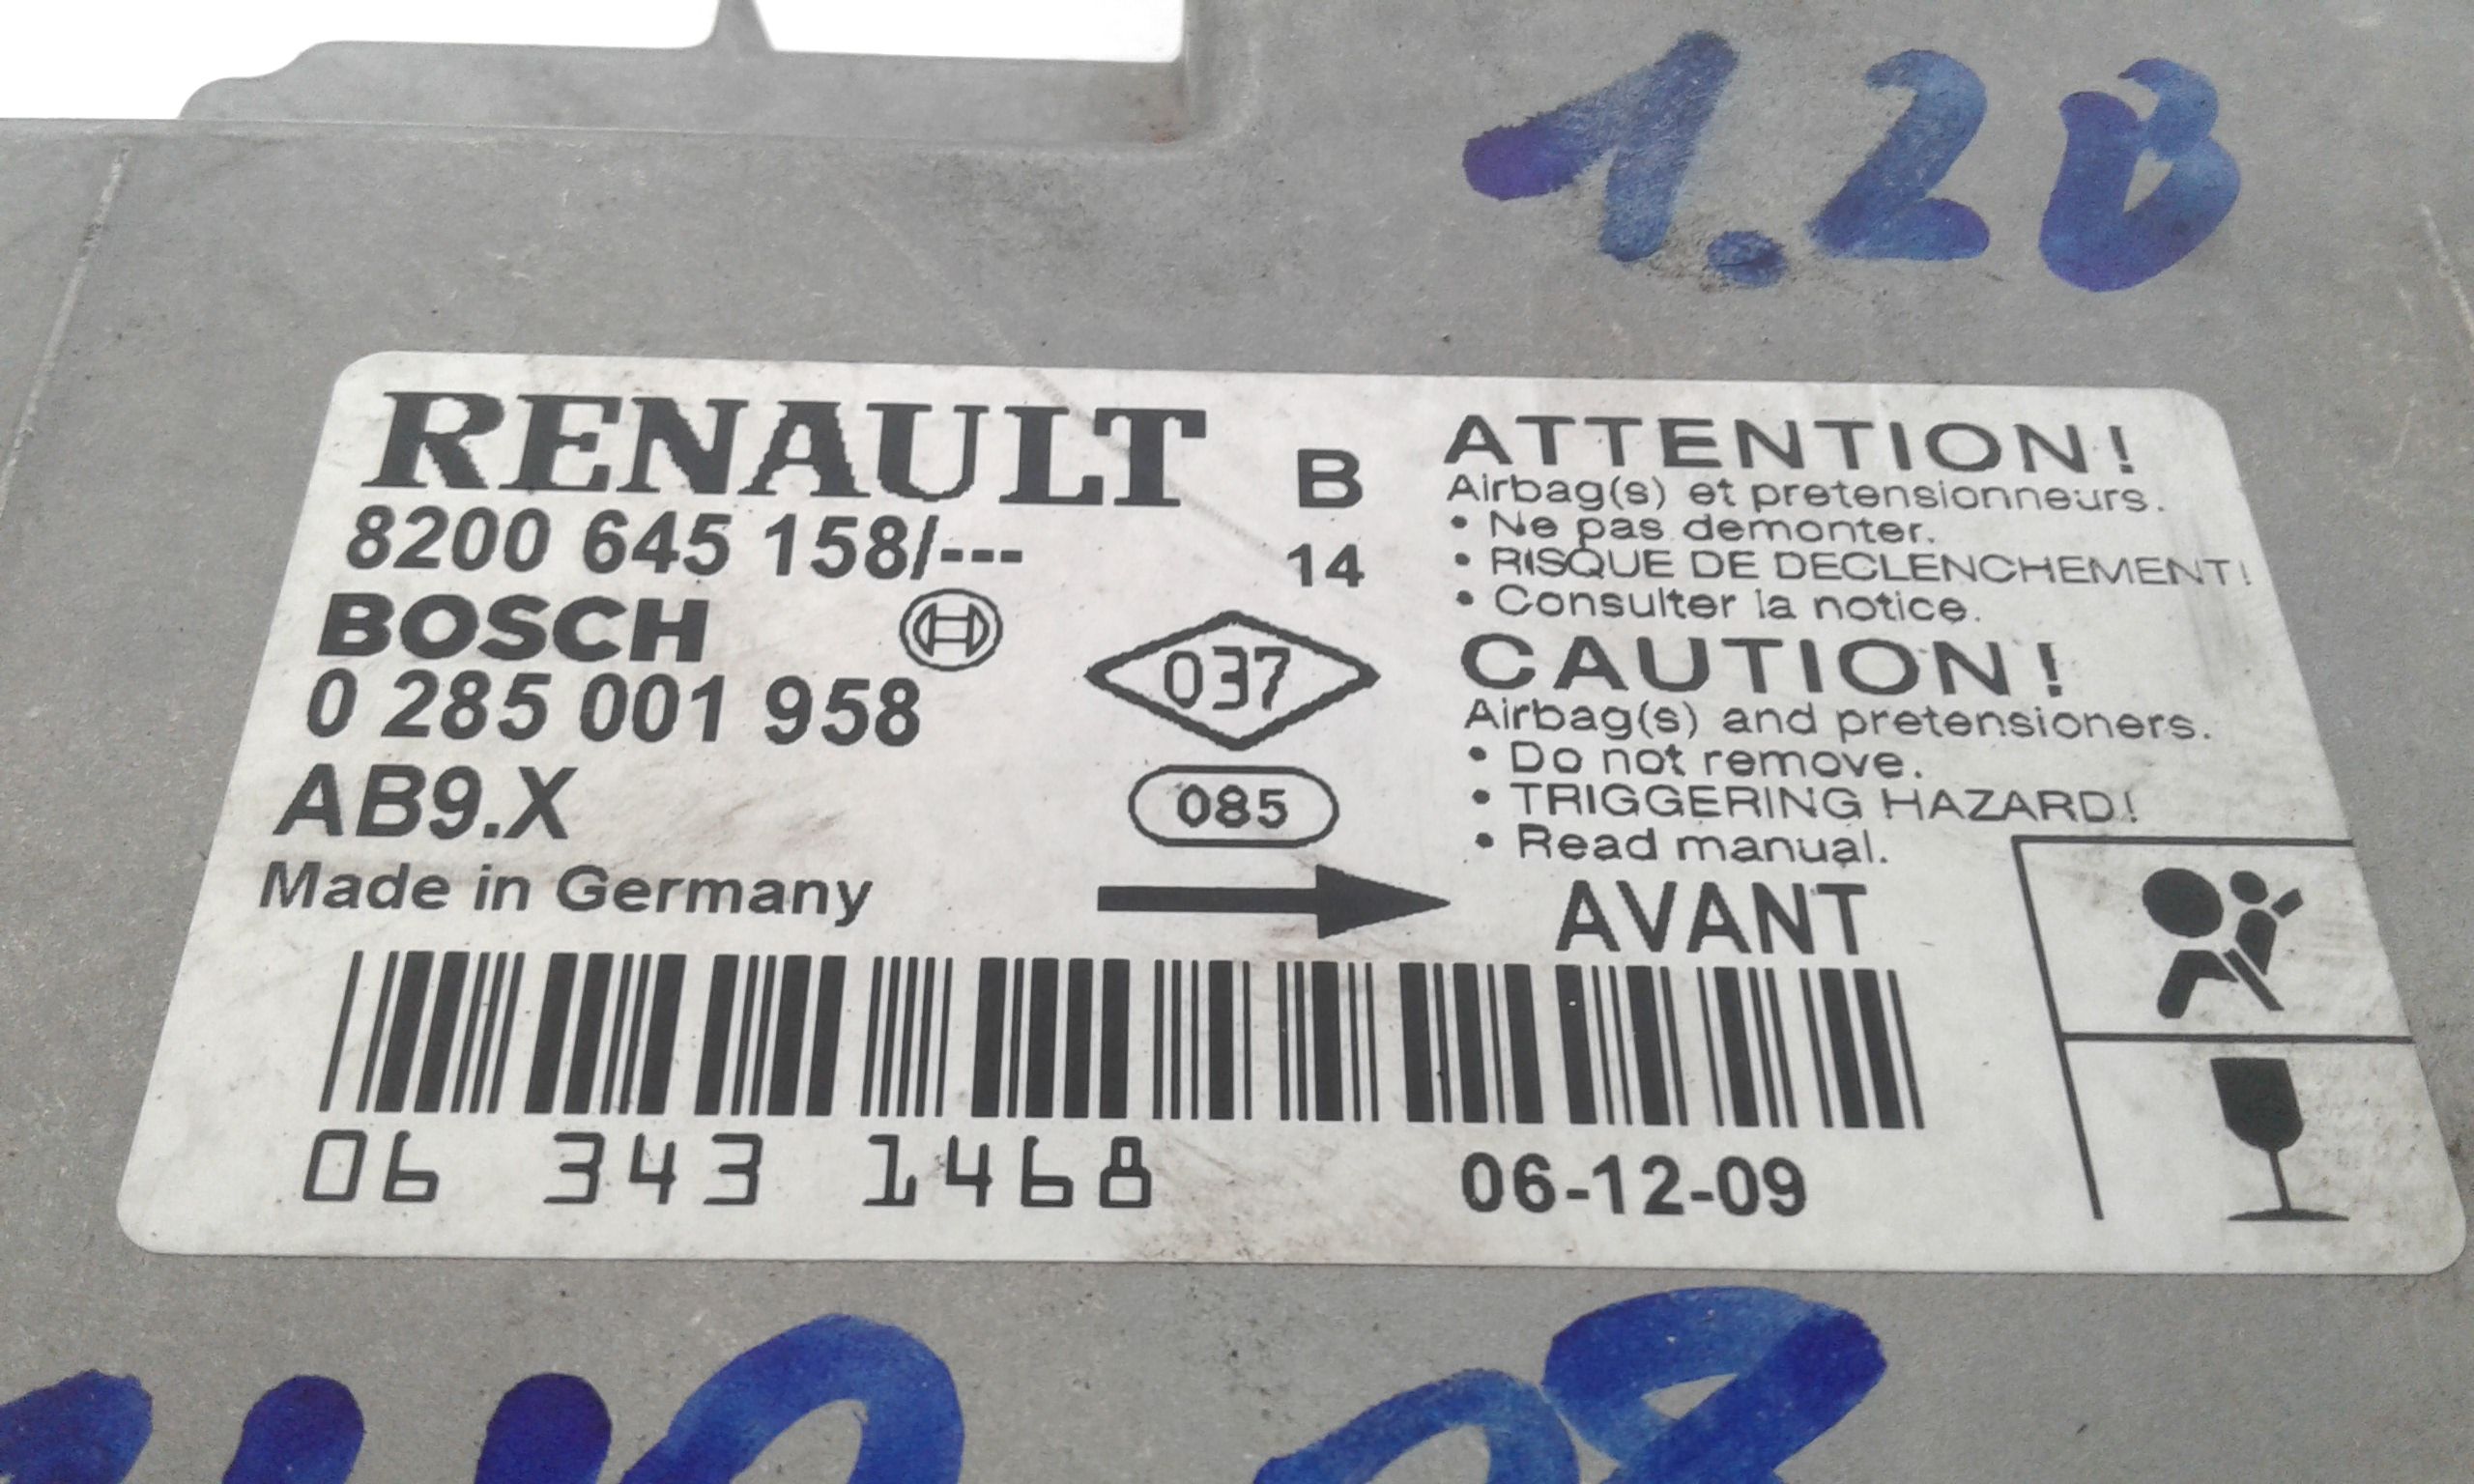 1.2B
RENAULT
8200 645 158/---
BOSCH
0 285 001 958
AB9.X
Made in Germany
B
14
037
085
ATTENTION!
Airbag(s) et pretensionneurs.
• Ne pas demonter.
• RISQUE DE DECLENCHEMENT!
• Consulter la notice.
CAUTION!
Airbag(s) and pretensioners.
• Do not remove.
• TRIGGERING HAZARD!
• Read manual.
AVANT
06 343 1468
06-12-09